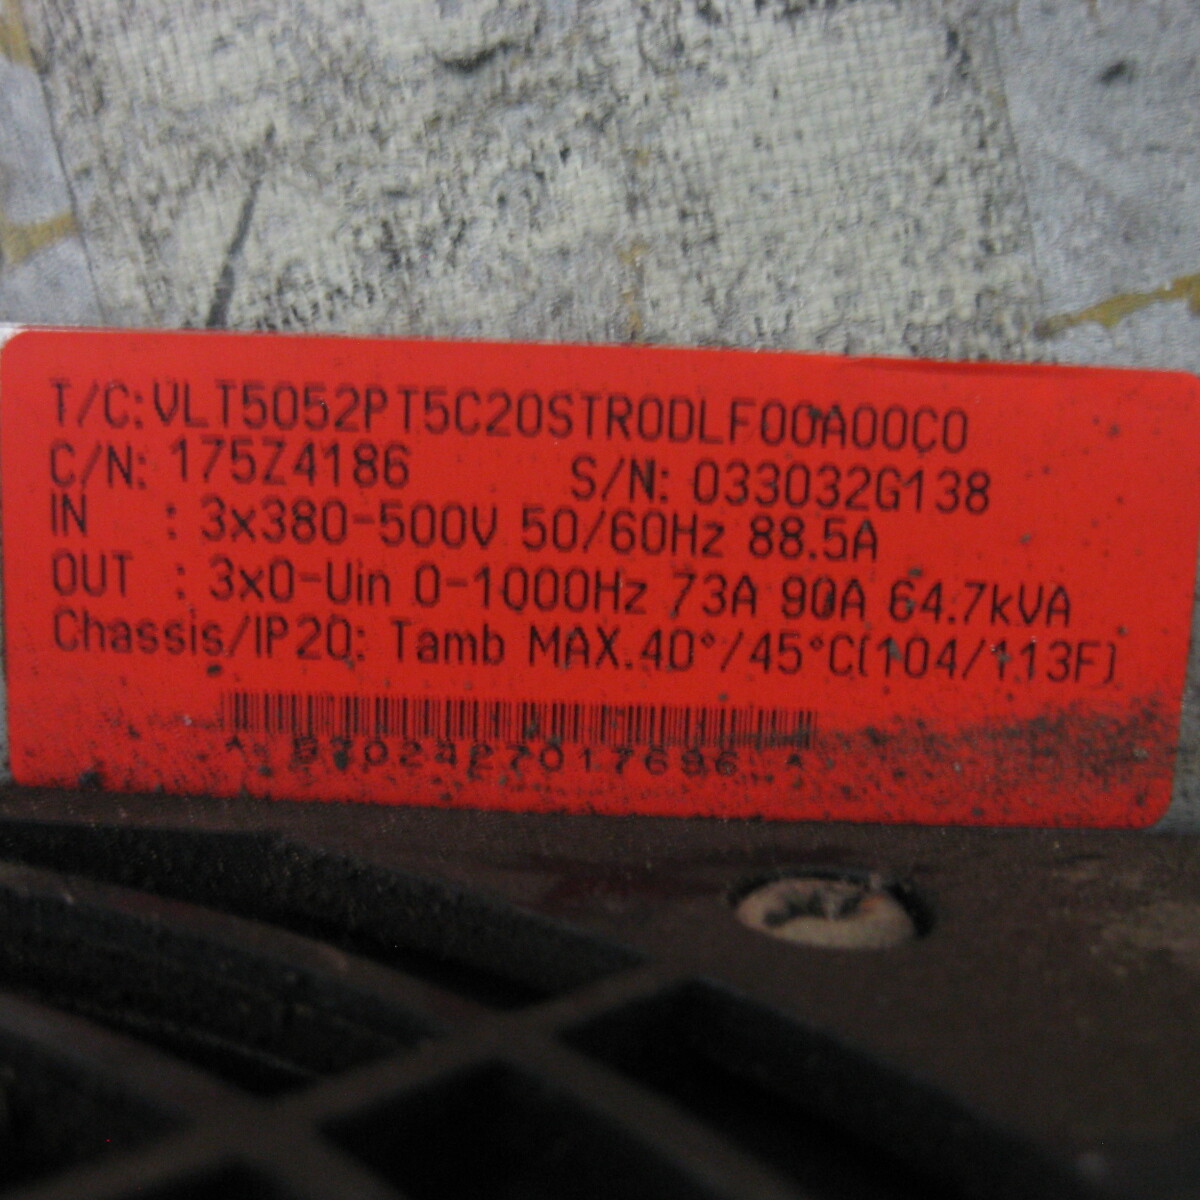 T/C:VLT5052PT5C20STR0DLF00A00C0
C/N: 175Z4186 S/N: 033032G138
IN : 3x380-500V 50/60Hz 88.5A
OUT : 3x0-Uin 0-1000Hz 73A 90A 64.7kVA
Chassis/IP20: Tamb MAX.40°/45°C(104/113F)
* 5702427017696 *